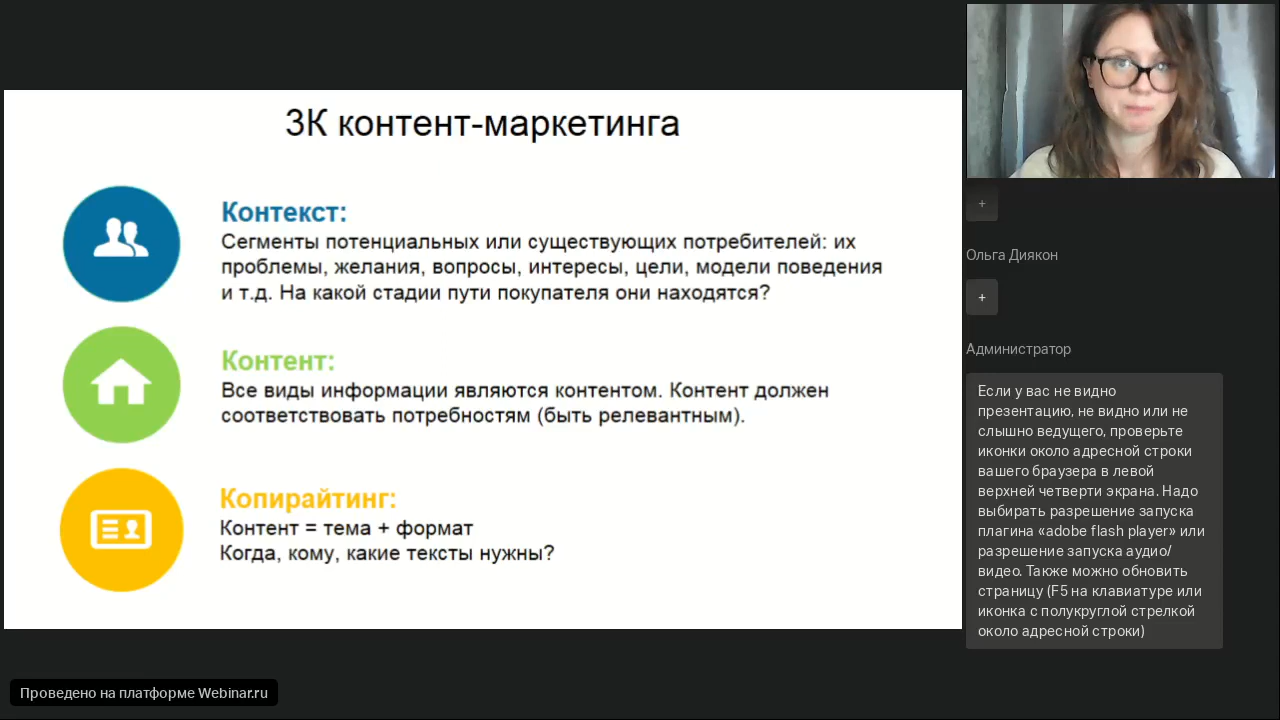 3К контент-маркетинга
Контекст:
Сегменты потенциальных или существующих потребителей: их
проблемы, желания, вопросы, интересы, цели, модели поведения
и т.д. На какой стадии пути покупателя они находятся?
Контент:
Все виды информации являются контентом. Контент должен
соответствовать потребностям (быть релевантным).
Копирайтинг:
Контент = тема + формат
Когда, кому, какие тексты нужны?
+
Ольга Диякон
+
Администратор
Если у вас не видно
презентацию, не видно или не
слышно ведущего, проверьте
иконки около адресной строки
вашего браузера в левой
верхней четверти экрана. Надо
выбирать разрешение запуска
плагина «adobe flash player» или
разрешение запуска аудио/
видео. Также можно обновить
страницу (F5 на клавиатуре или
иконка с полукруглой стрелкой
около адресной строки)
Проведено на платформе Webinar.ru